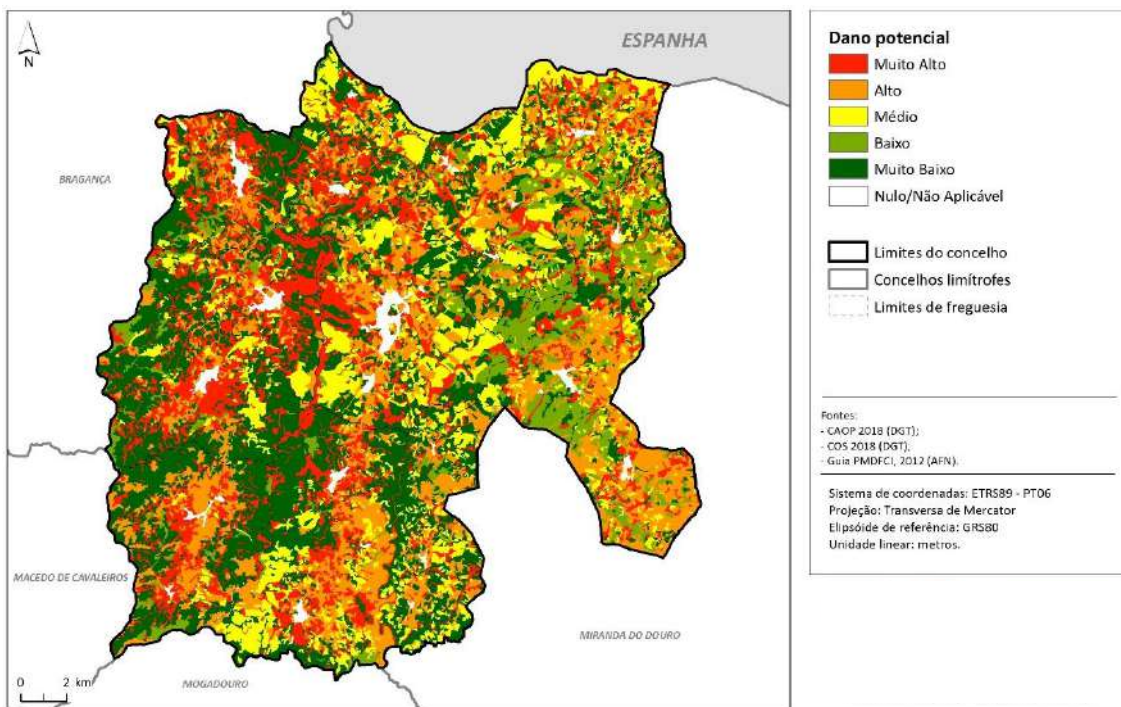 N
ESPANHA
BRAGANÇA
MACEDO DE CAVALEIROS
MIRANDA DO DOURO
MOGADOURO
0 2 km
Dano potencial
Muito Alto
Alto
Médio
Baixo
Muito Baixo
Nulo/Não Aplicável
Limites do concelho
Concelhos limítrofes
Limites de freguesia
Fontes:
- CAOP 2018 (DGT);
- COS 2018 (DGT);
- Guia PMDFCI, 2012 (AFN).
Sistema de coordenadas: ETRS89 - PT06
Projeção: Transversa de Mercator
Elipsóide de referência: GRS80
Unidade linear: metros.